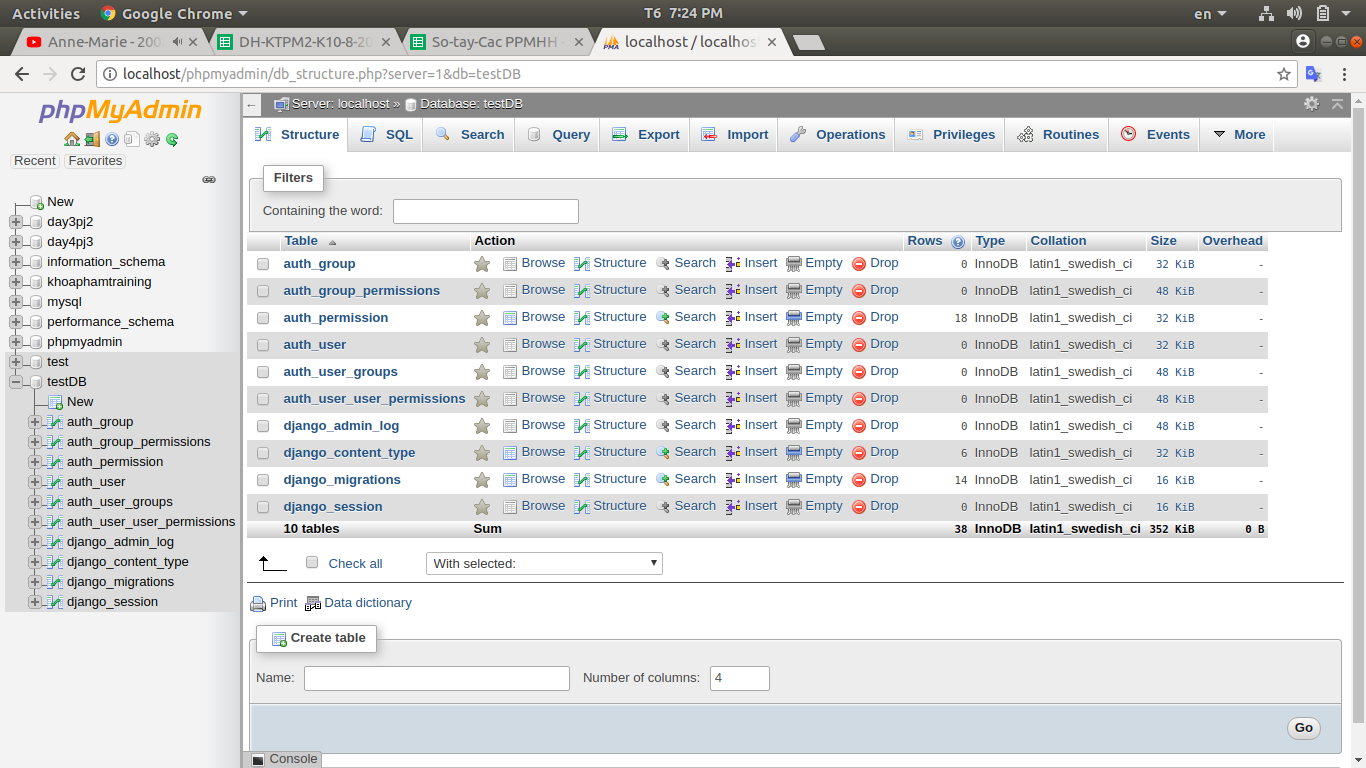 Activities Google Chrome T6 7:24 PM en
Anne-Marie - 200 DH-KTPM2-K10-8-20 So-tay-Cac PPMHH - localhost / localhos
localhost/phpmyadmin/db_structure.php?server=1&db=testDB
phpMyAdmin
Recent Favorites
New
day3pj2
day4pj3
information_schema
khoaphamtraining
mysql
performance_schema
phpmyadmin
test
testDB
New
auth_group
auth_group_permissions
auth_permission
auth_user
auth_user_groups
auth_user_user_permissions
django_admin_log
django_content_type
django_migrations
django_session
Server: localhost » Database: testDB
Structure SQL Search Query Export Import Operations Privileges Routines Events More
Filters
Containing the word:
Table Action Rows Type Collation Size Overhead
auth_group Browse Structure Search Insert Empty Drop 0 InnoDB latin1_swedish_ci 32 KiB -
auth_group_permissions Browse Structure Search Insert Empty Drop 0 InnoDB latin1_swedish_ci 48 KiB -
auth_permission Browse Structure Search Insert Empty Drop 18 InnoDB latin1_swedish_ci 32 KiB -
auth_user Browse Structure Search Insert Empty Drop 0 InnoDB latin1_swedish_ci 32 KiB -
auth_user_groups Browse Structure Search Insert Empty Drop 0 InnoDB latin1_swedish_ci 48 KiB -
auth_user_user_permissions Browse Structure Search Insert Empty Drop 0 InnoDB latin1_swedish_ci 48 KiB -
django_admin_log Browse Structure Search Insert Empty Drop 0 InnoDB latin1_swedish_ci 48 KiB -
django_content_type Browse Structure Search Insert Empty Drop 6 InnoDB latin1_swedish_ci 32 KiB -
django_migrations Browse Structure Search Insert Empty Drop 14 InnoDB latin1_swedish_ci 16 KiB -
django_session Browse Structure Search Insert Empty Drop 0 InnoDB latin1_swedish_ci 16 KiB -
10 tables Sum 38 InnoDB latin1_swedish_ci 352 KiB 0 B
Check all With selected:
Print Data dictionary
Create table
Name: Number of columns: 4
Go
Console